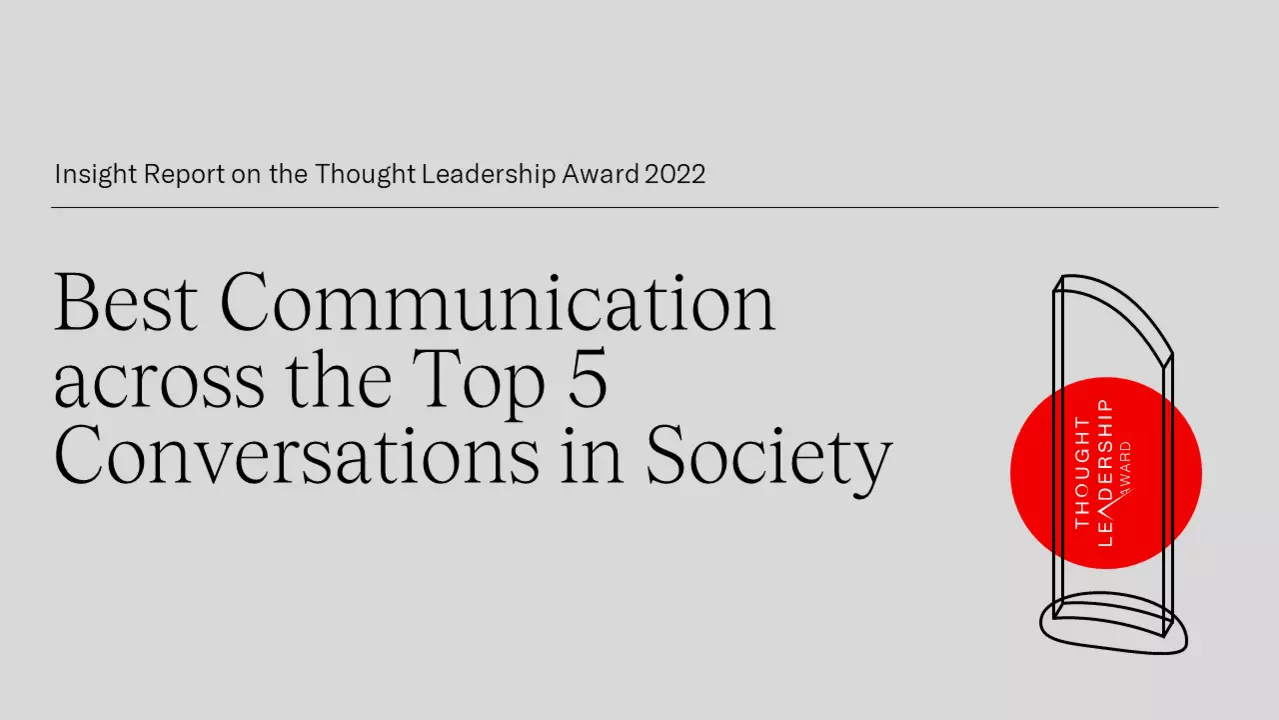 Insight Report on the Thought Leadership Award 2022
Best Communication
across the Top 5
Conversations in Society
THOUGHT
LEADERSHIP
AWARD